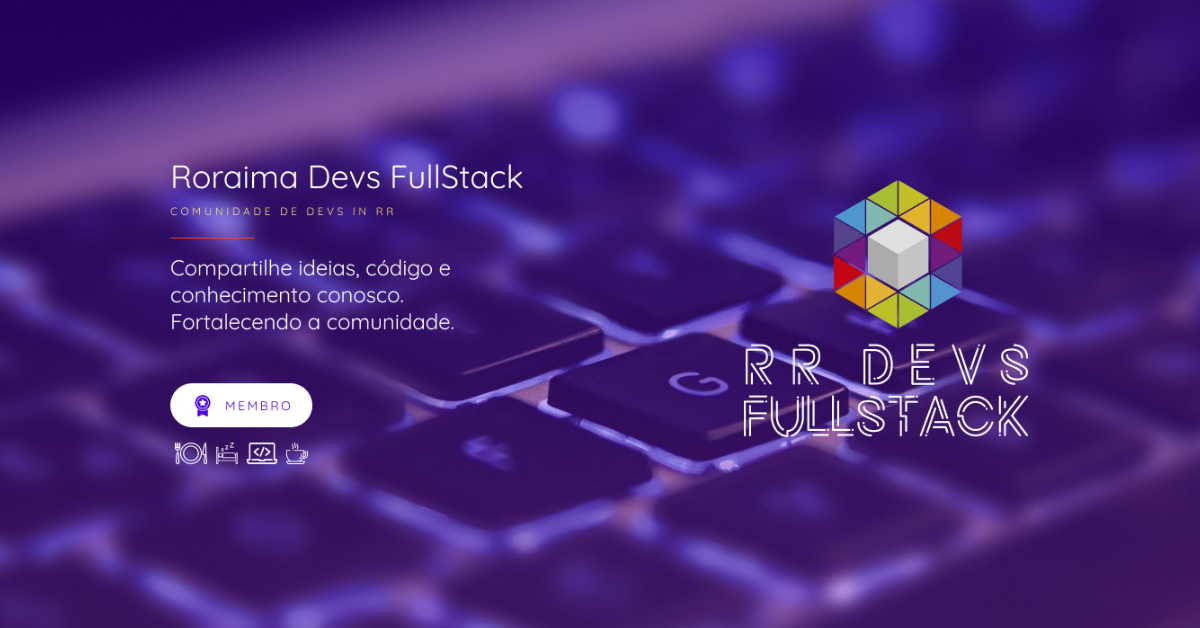 Roraima Devs FullStack
COMUNIDADE DE DEVS IN RR
Compartilhe ideias, código e
conhecimento conosco.
Fortalecendo a comunidade.
MEMBRO
RR DEVS
FULLSTACK
G